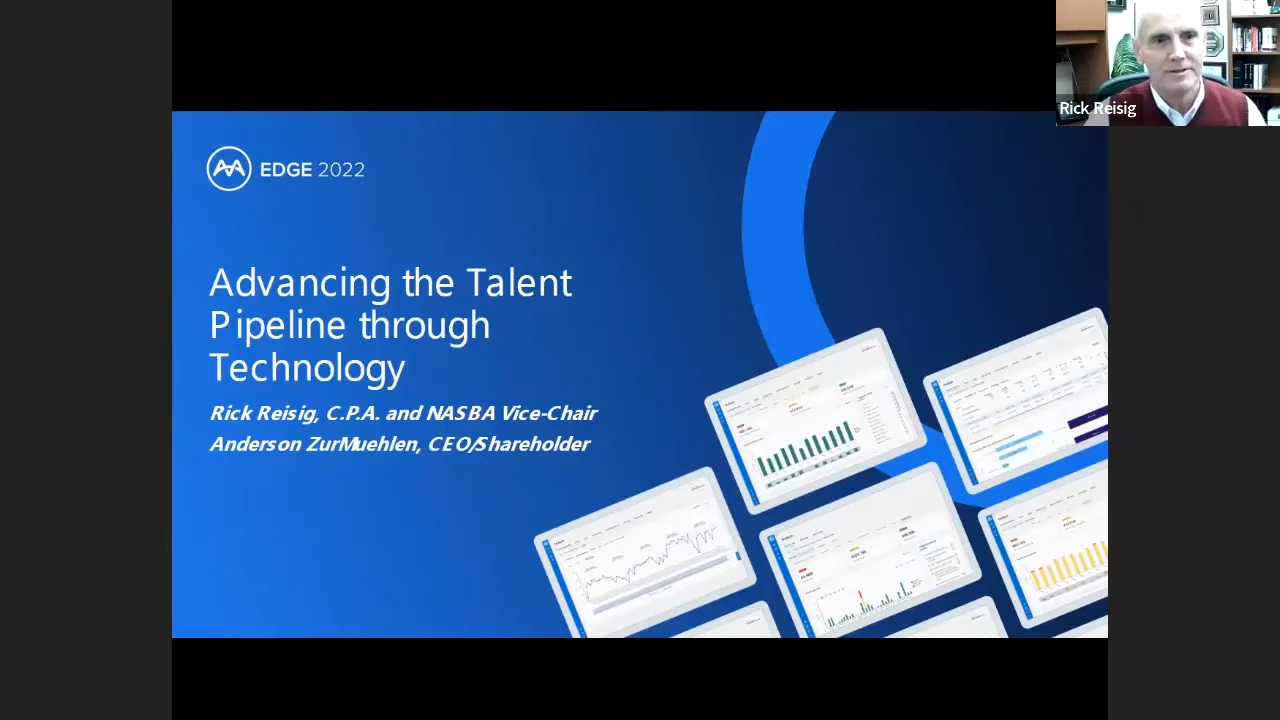 Rick Reisig
EDGE 2022
Advancing the Talent
Pipeline through
Technology
Rick Reisig, C.P.A. and NASBA Vice-Chair
Anderson ZurMuehlen, CEO/Shareholder